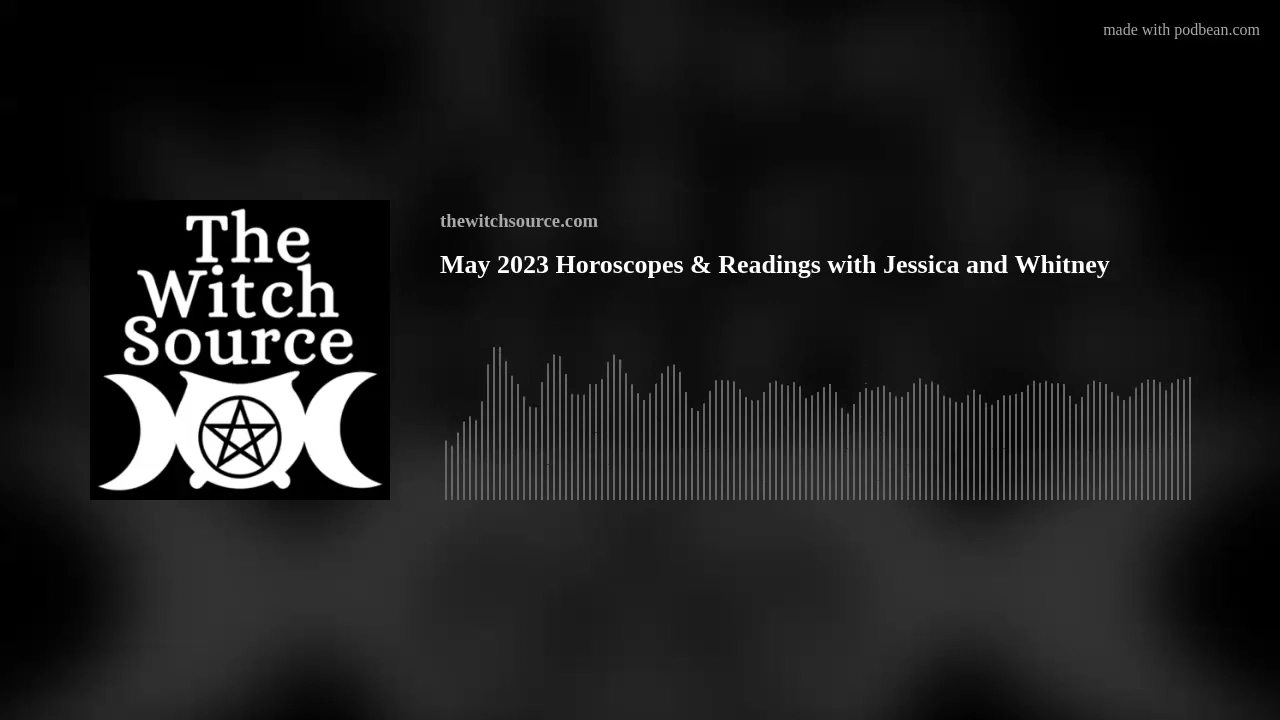 made with podbean.com
The
Witch
Source
thewitchsource.com
May 2023 Horoscopes & Readings with Jessica and Whitney